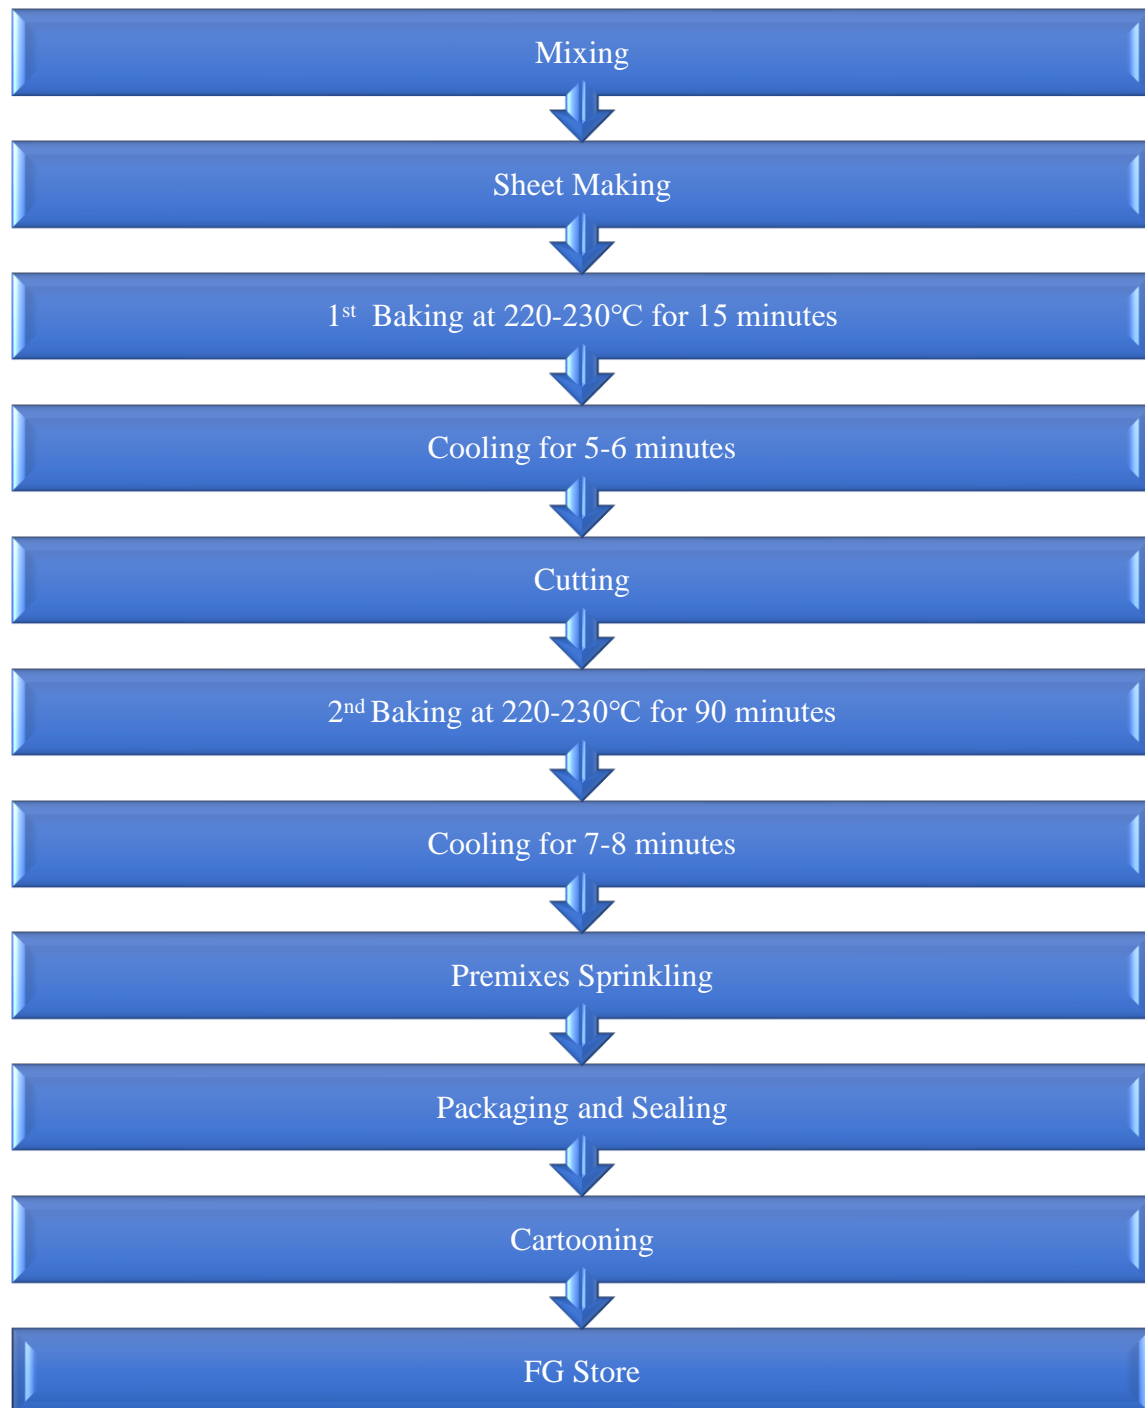 Mixing
Sheet Making
1st Baking at 220-230℃ for 15 minutes
Cooling for 5-6 minutes
Cutting
2nd Baking at 220-230℃ for 90 minutes
Cooling for 7-8 minutes
Premixes Sprinkling
Packaging and Sealing
Cartooning
FG Store